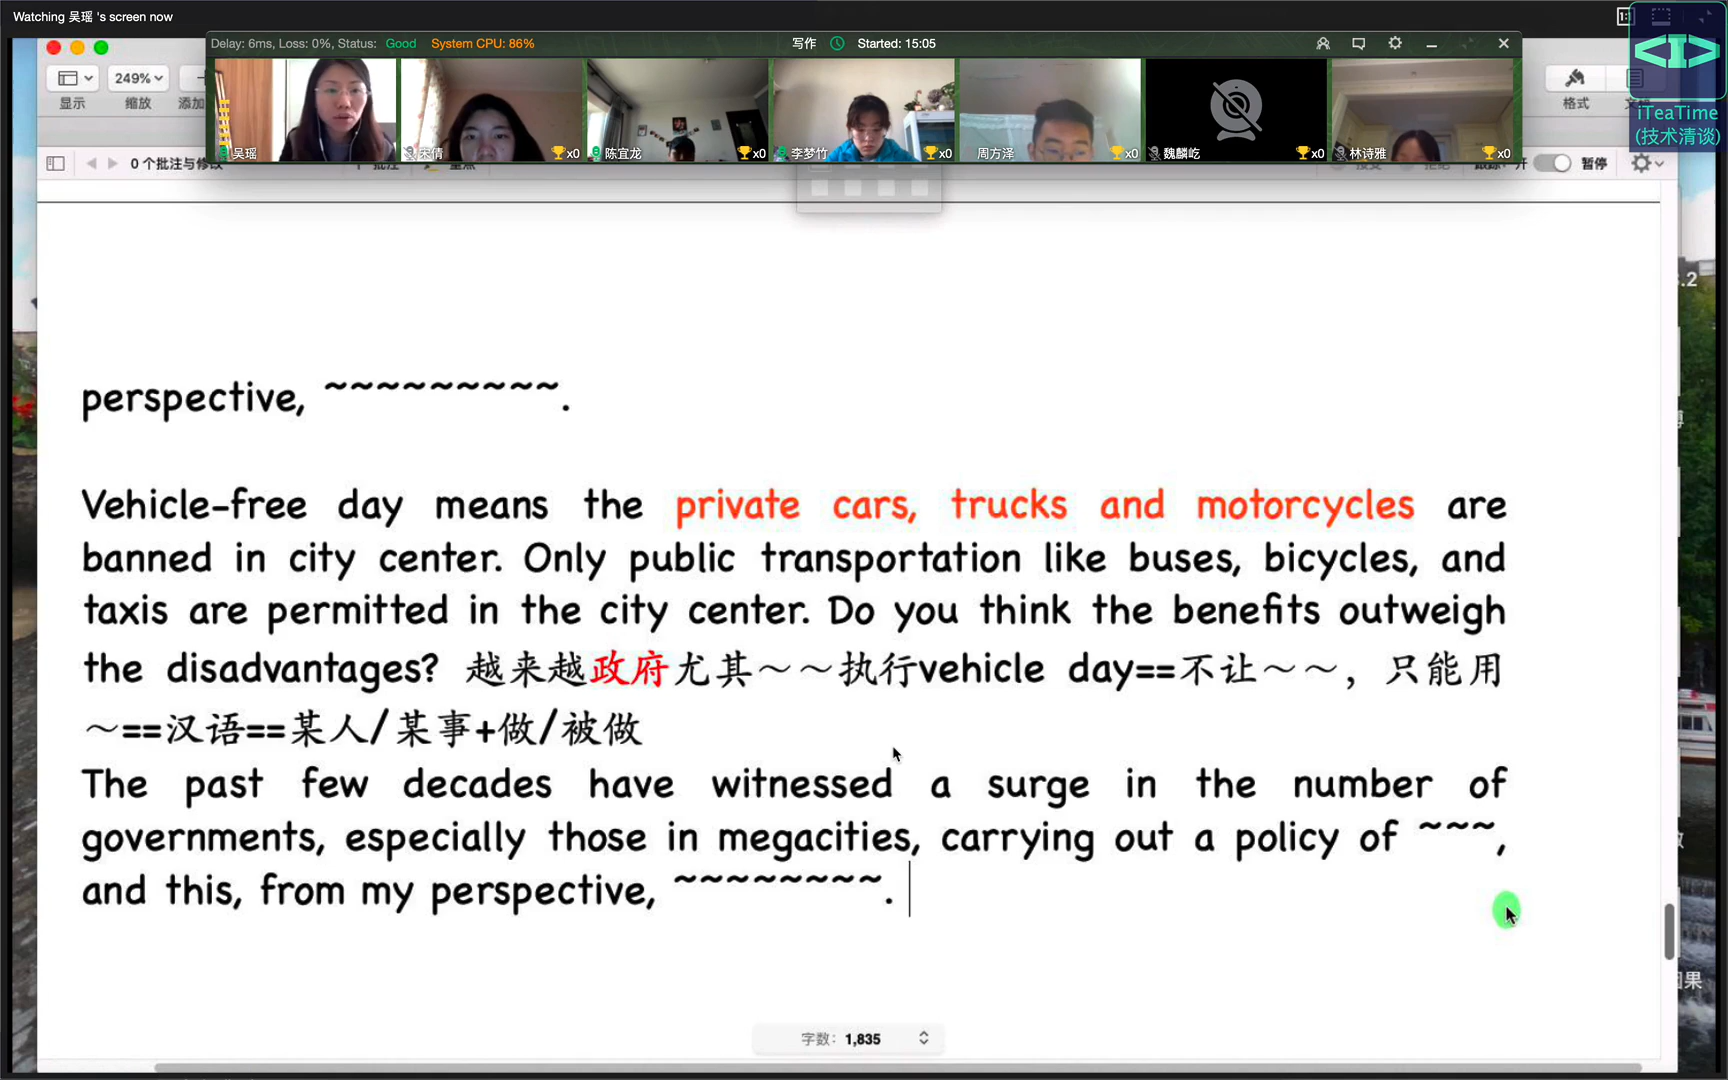 Watching 吴瑶 's screen now
Delay: 6ms, Loss: 0%, Status: Good System CPU: 86%
写作 Started: 15:05
249%
显示 缩放 添加
格式
吴瑶
x0
陈宜龙 x0
李梦竹 x0
周方泽 x0
魏麟屹 x0
林诗雅 x0
iTeaTime
(技术清谈)
0 个批注与修改
暂停
perspective, ~~~~~~~~~.
Vehicle-free day means the private cars, trucks and motorcycles are
banned in city center. Only public transportation like buses, bicycles, and
taxis are permitted in the city center. Do you think the benefits outweigh
the disadvantages? 越来越政府尤其～～执行vehicle day==不让～～，只能用
～==汉语==某人/某事+做/被做
The past few decades have witnessed a surge in the number of
governments, especially those in megacities, carrying out a policy of ~~~,
and this, from my perspective, ~~~~~~~~.
字数: 1,835